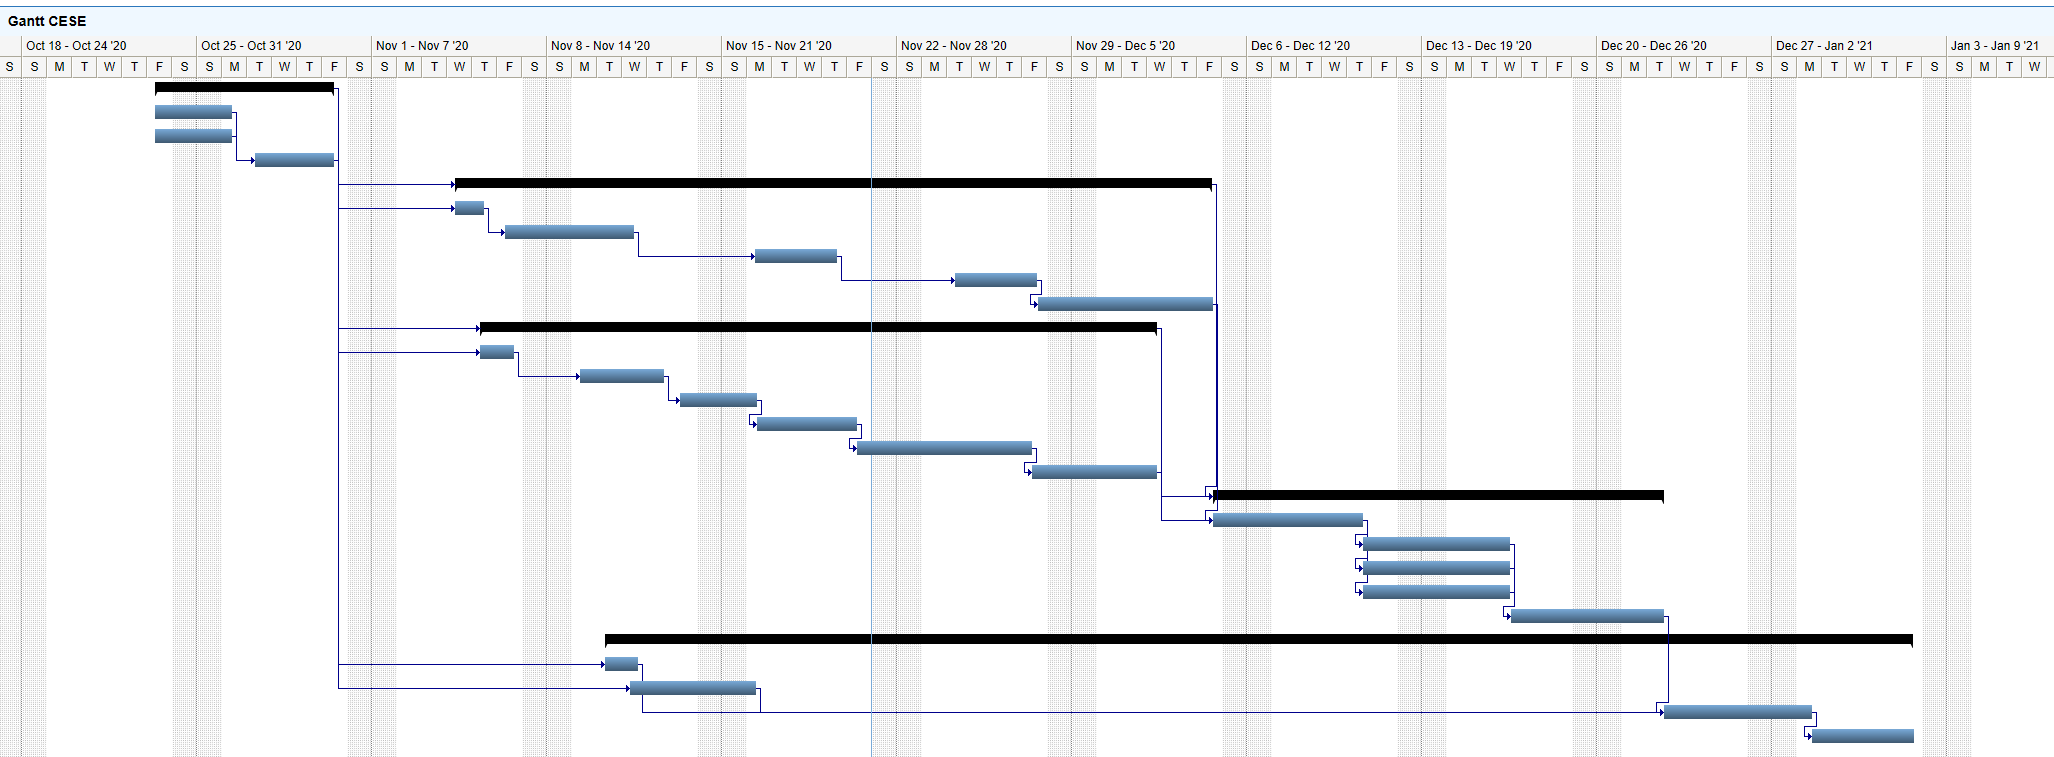 Gantt CESE
Oct 18 - Oct 24 '20 Oct 25 - Oct 31 '20 Nov 1 - Nov 7 '20 Nov 8 - Nov 14 '20 Nov 15 - Nov 21 '20 Nov 22 - Nov 28 '20 Nov 29 - Dec 5 '20 Dec 6 - Dec 12 '20 Dec 13 - Dec 19 '20 Dec 20 - Dec 26 '20 Dec 27 - Jan 2 '21 Jan 3 - Jan 9 '21
S S M T W T F S S M T W T F S S M T W T F S S M T W T F S S M T W T F S S M T W T F S S M T W T F S S M T W T F S S M T W T F S S M T W T F S S M T W T F S S M T W